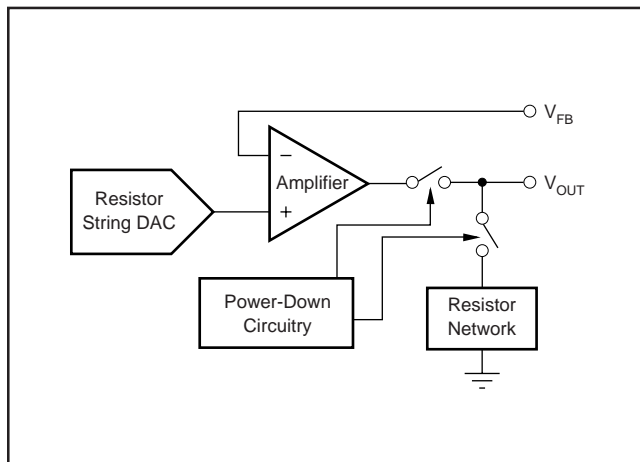 V_FB
−
Amplifier
+
V_OUT
Resistor
String DAC
Power-Down
Circuitry
Resistor
Network